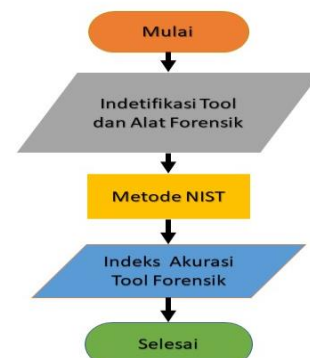 Mulai
Indetifikasi Tool
dan Alat Forensik
Metode NIST
Indeks Akurasi
Tool Forensik
Selesai